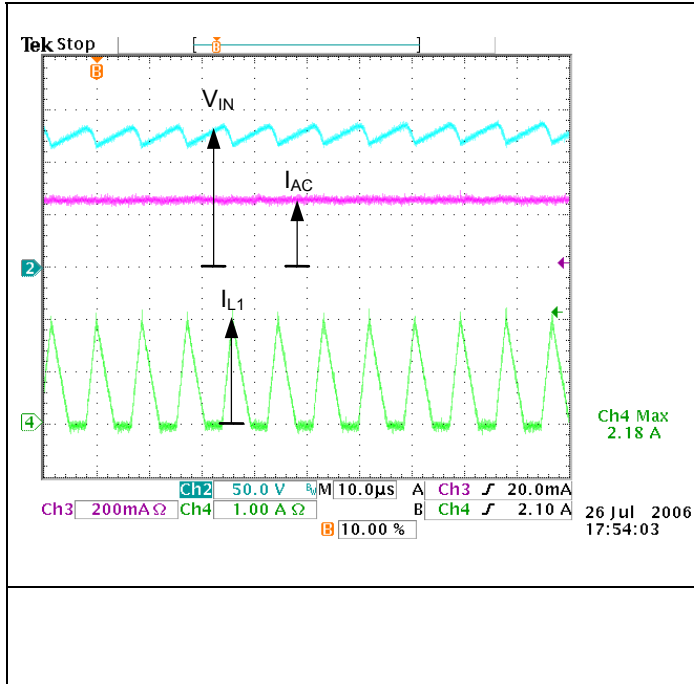 Tek Stop
B
B
V_IN
I_AC
2
I_L1
4
Ch4 Max
2.18 A
Ch2 50.0 V B_W M 10.0µs A Ch3 ƒ 20.0mA
Ch3 200mA Ω Ch4 1.00 A Ω B Ch4 ƒ 2.10 A
B 10.00 %
26 Jul 2006
17:54:03